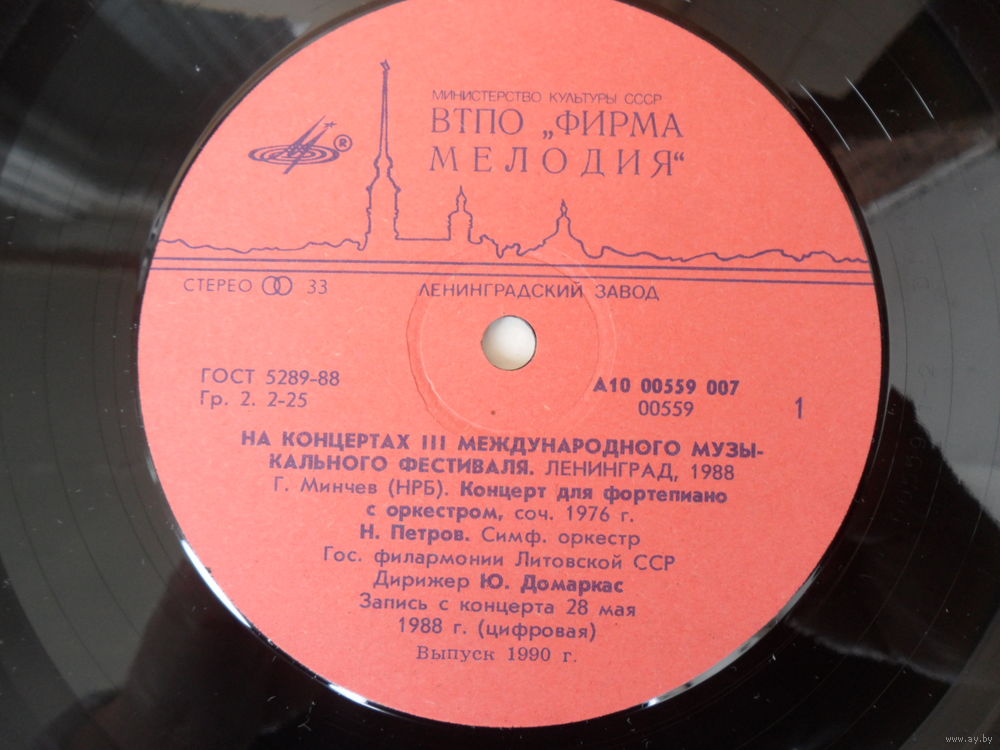 МИНИСТЕРСТВО КУЛЬТУРЫ СССР
ВТПО „ФИРМА
МЕЛОДИЯ“
®
СТЕРЕО 33
ЛЕНИНГРАДСКИЙ ЗАВОД
ГОСТ 5289-88
Гр. 2. 2-25
А10 00559 007
00559
1
НА КОНЦЕРТАХ III МЕЖДУНАРОДНОГО МУЗЫ-
КАЛЬНОГО ФЕСТИВАЛЯ. ЛЕНИНГРАД, 1988
Г. Минчев (НРБ). Концерт для фортепиано
с оркестром, соч. 1976 г.
Н. Петров. Симф. оркестр
Гос. филармонии Литовской ССР
Дирижер Ю. Домаркас
Запись с концерта 28 мая
1988 г. (цифровая)
Выпуск 1990 г.
www.ay.by